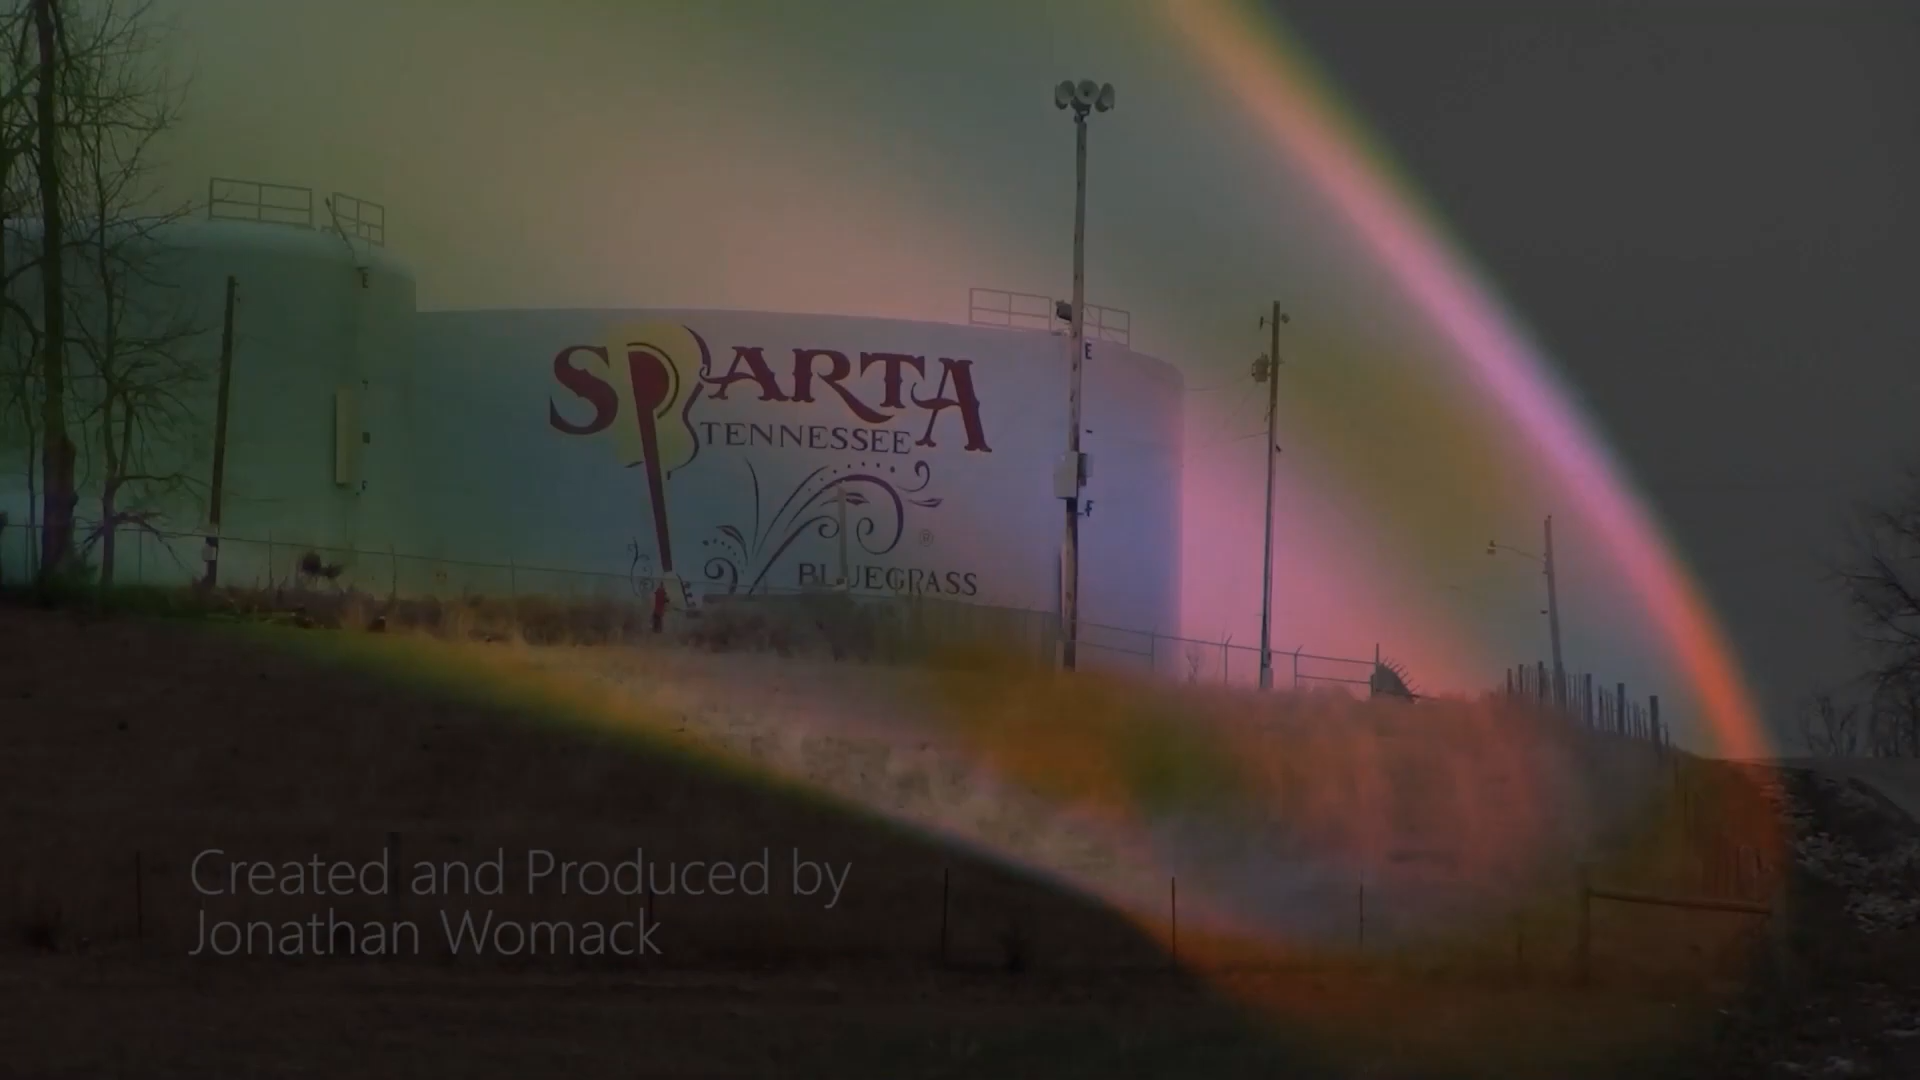 SPARTA
TENNESSEE
BLUEGRASS
®
E
F
E
F
Created and Produced by
Jonathan Womack